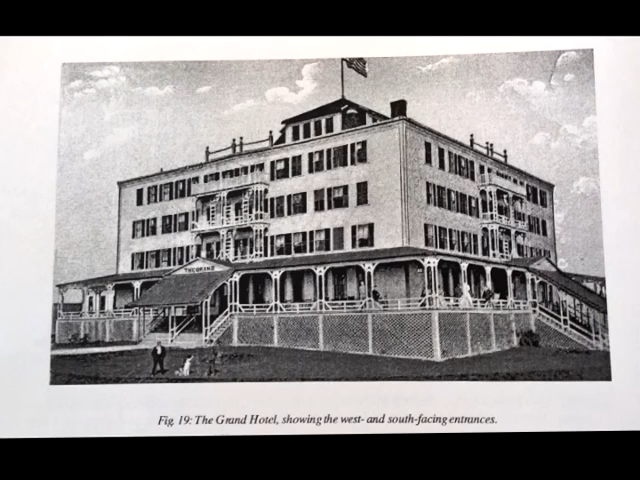 THE GRAND
Fig. 19: The Grand Hotel, showing the west- and south-facing entrances.